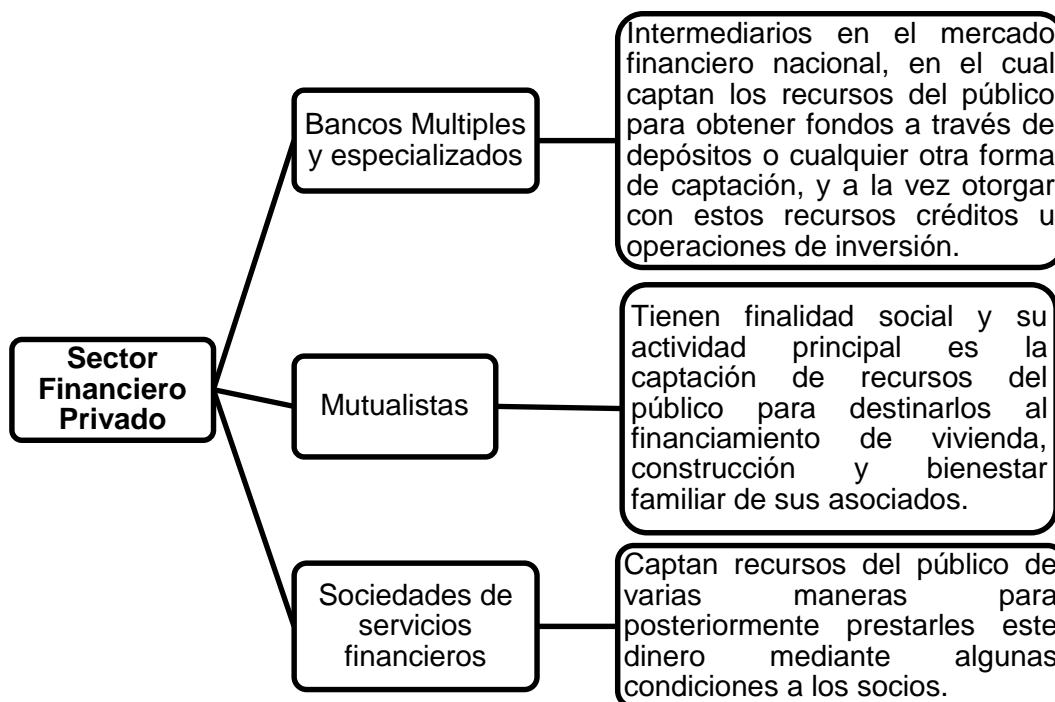 Sector
Financiero
Privado
Bancos Multiples
y especializados
Intermediarios en el mercado
financiero nacional, en el cual
captan los recursos del público
para obtener fondos a través de
depósitos o cualquier otra forma
de captación, y a la vez otorgar
con estos recursos créditos u
operaciones de inversión.
Mutualistas
Tienen finalidad social y su
actividad principal es la
captación de recursos del
público para destinarlos al
financiamiento de vivienda,
construcción y bienestar
familiar de sus asociados.
Sociedades de
servicios
financieros
Captan recursos del público de
varias maneras para
posteriormente prestarles este
dinero mediante algunas
condiciones a los socios.